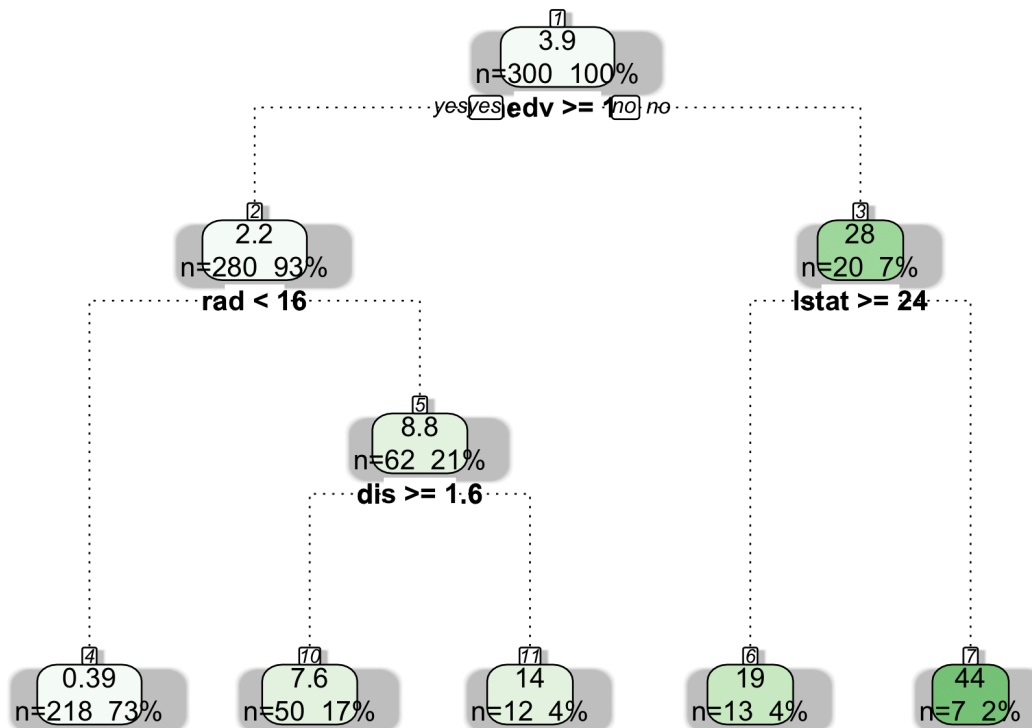 1
3.9
n=300 100%
yes yes edv >= 1 no no
2
2.2
n=280 93%
rad < 16
3
28
n=20 7%
lstat >= 24
5
8.8
n=62 21%
dis >= 1.6
4
0.39
n=218 73%
10
7.6
n=50 17%
11
14
n=12 4%
6
19
n=13 4%
7
44
n=7 2%